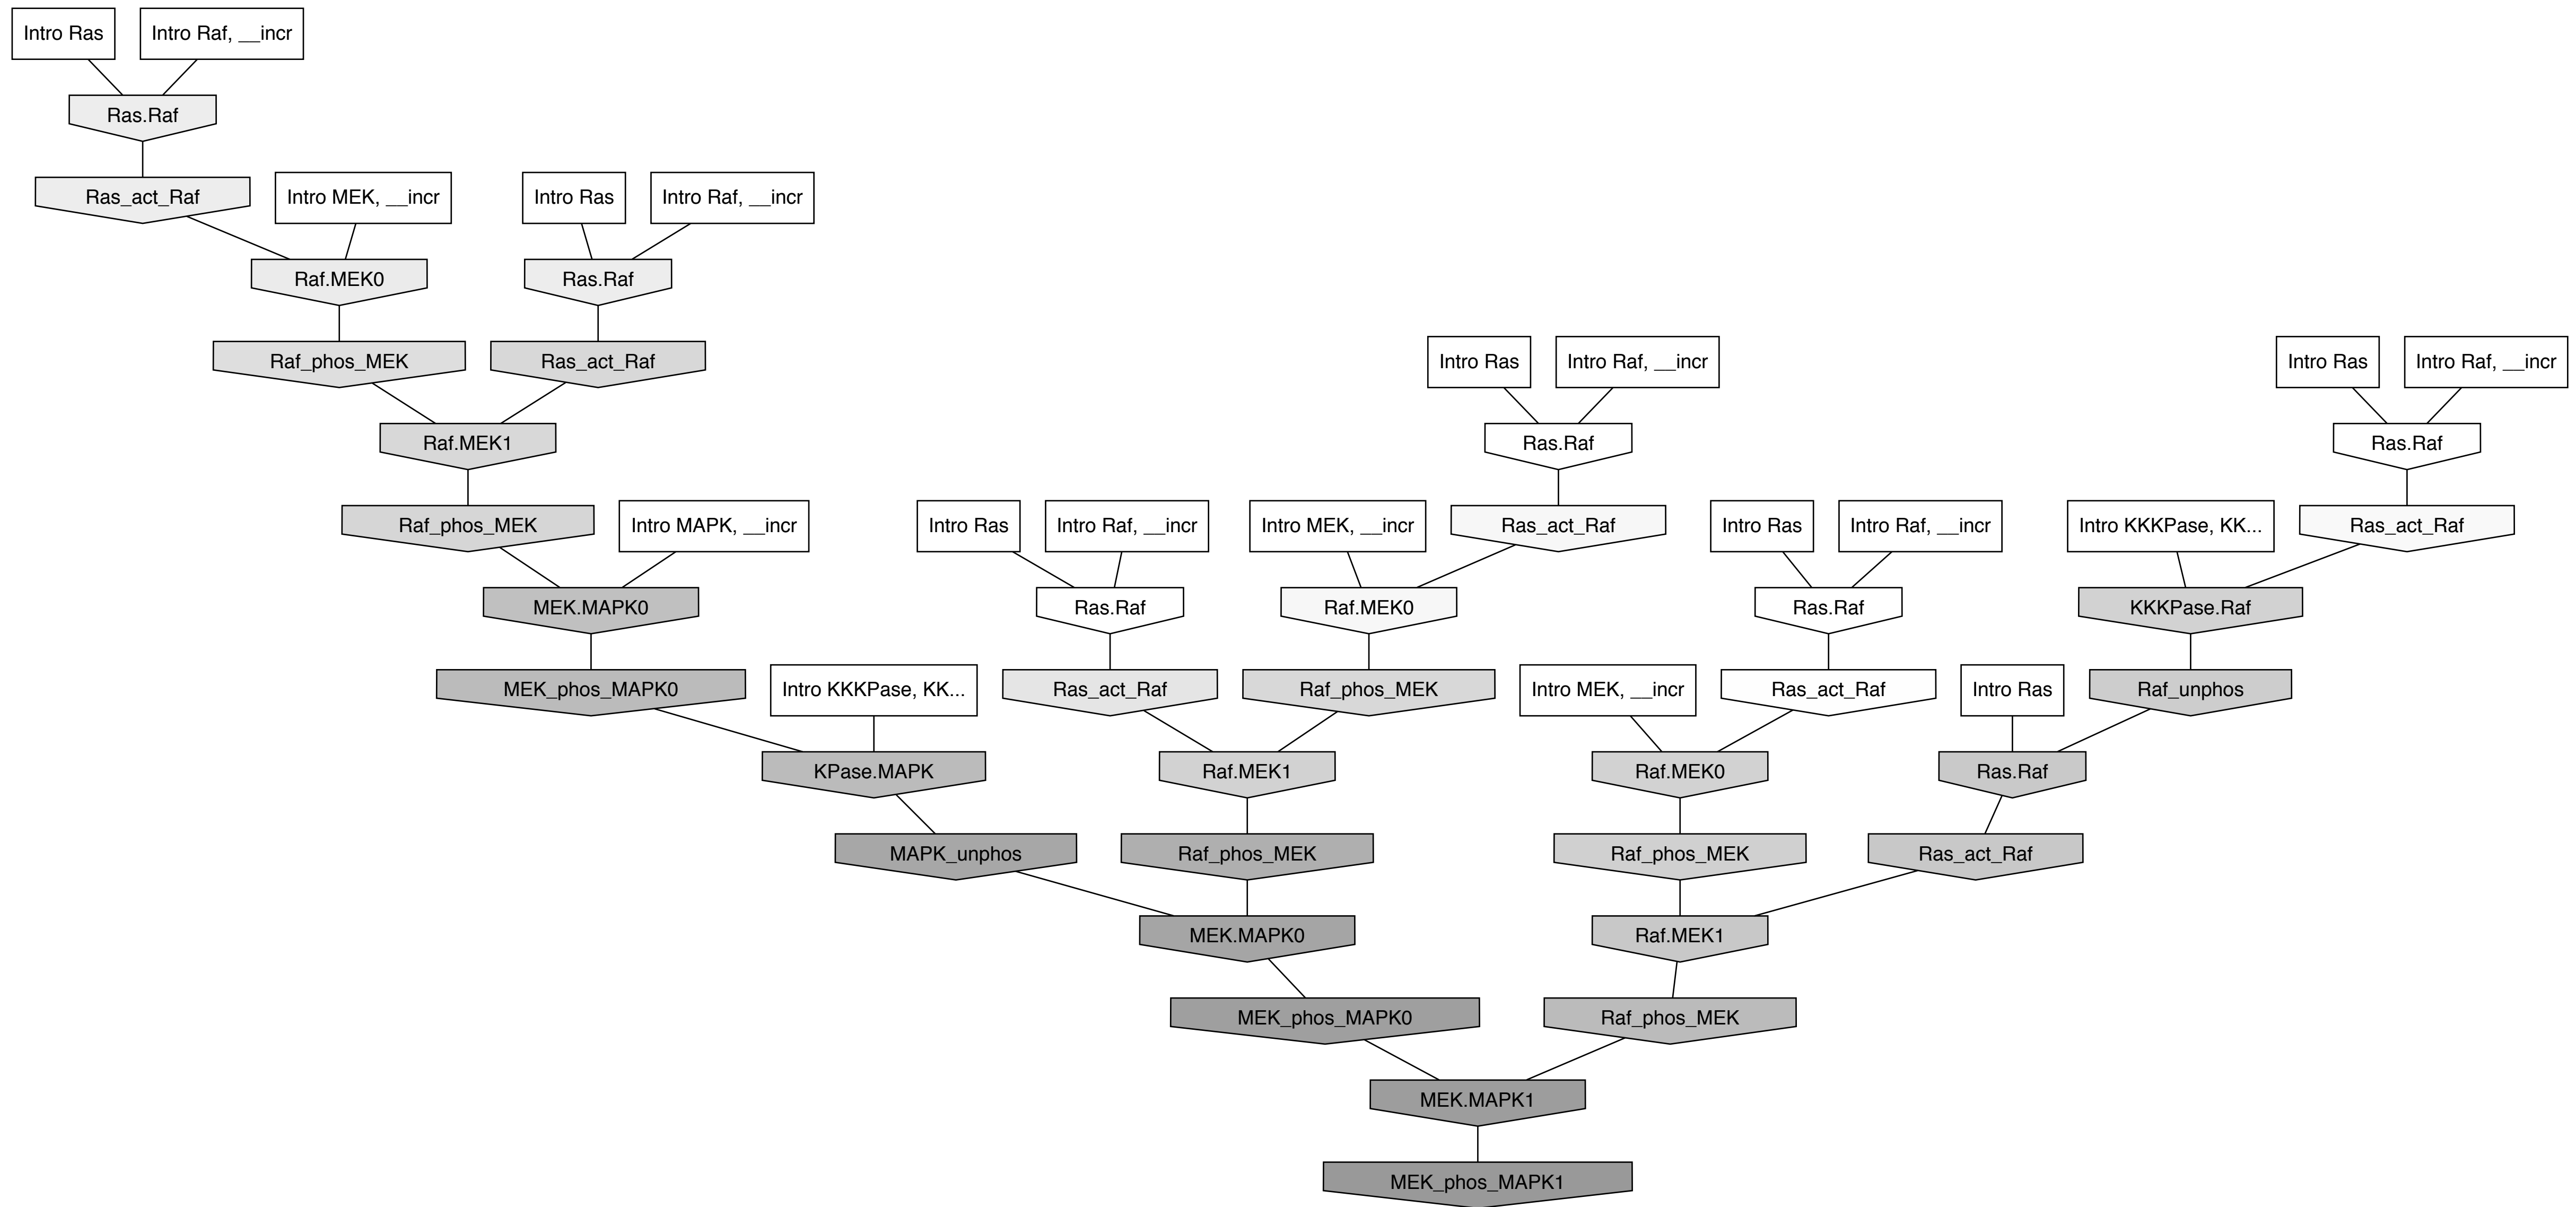 Intro Ras
Intro Raf, __incr
Ras.Raf
Ras_act_Raf
Intro MEK, __incr
Intro Ras
Intro Raf, __incr
Raf.MEK0
Ras.Raf
Raf_phos_MEK
Ras_act_Raf
Intro Ras
Intro Raf, __incr
Intro Ras
Intro Raf, __incr
Raf.MEK1
Ras.Raf
Ras.Raf
Raf_phos_MEK
Intro MAPK, __incr
Intro Ras
Intro Raf, __incr
Intro MEK, __incr
Ras_act_Raf
Intro Ras
Intro Raf, __incr
Intro KKKPase, KK...
Ras_act_Raf
MEK.MAPK0
Ras.Raf
Raf.MEK0
Ras.Raf
KKKPase.Raf
MEK_phos_MAPK0
Intro KKKPase, KK...
Ras_act_Raf
Raf_phos_MEK
Intro MEK, __incr
Ras_act_Raf
Intro Ras
Raf_unphos
KPase.MAPK
Raf.MEK1
Raf.MEK0
Ras.Raf
MAPK_unphos
Raf_phos_MEK
Raf_phos_MEK
Ras_act_Raf
MEK.MAPK0
Raf.MEK1
MEK_phos_MAPK0
Raf_phos_MEK
MEK.MAPK1
MEK_phos_MAPK1